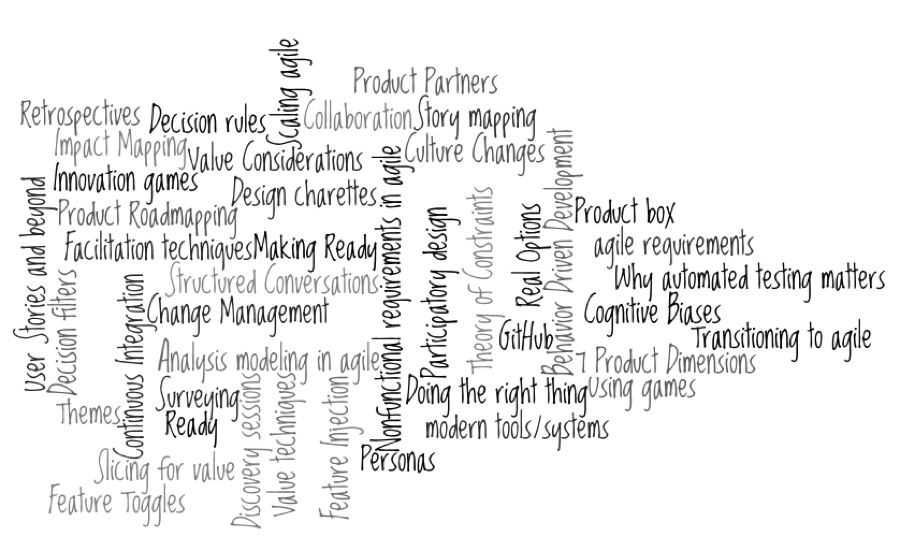 Scaling agile
Product Partners
Retrospectives
Decision rules
Collaboration
Story mapping
Impact Mapping
Value Considerations
Culture Changes
Innovation games
Design Charettes
Product Roadmapping
Facilitation techniques
Making Ready
Structured Conversations
Change Management
Analysis modeling in agile
User Stories and beyond
Decision filters
Continuous Integration
Nonfunctional requirements in agile
Participatory design
Theory of Constraints
Real Options
Behavior Driven Development
Product box
agile requirements
Why automated testing matters
Cognitive Biases
GitHub
Transitioning to agile
7 Product Dimensions
Doing the right thing
Using games
Surveying
Themes
Ready
modern tools/systems
Personas
Slicing for value
Feature Toggles
Discovery sessions
Value techniques
Feature Injection